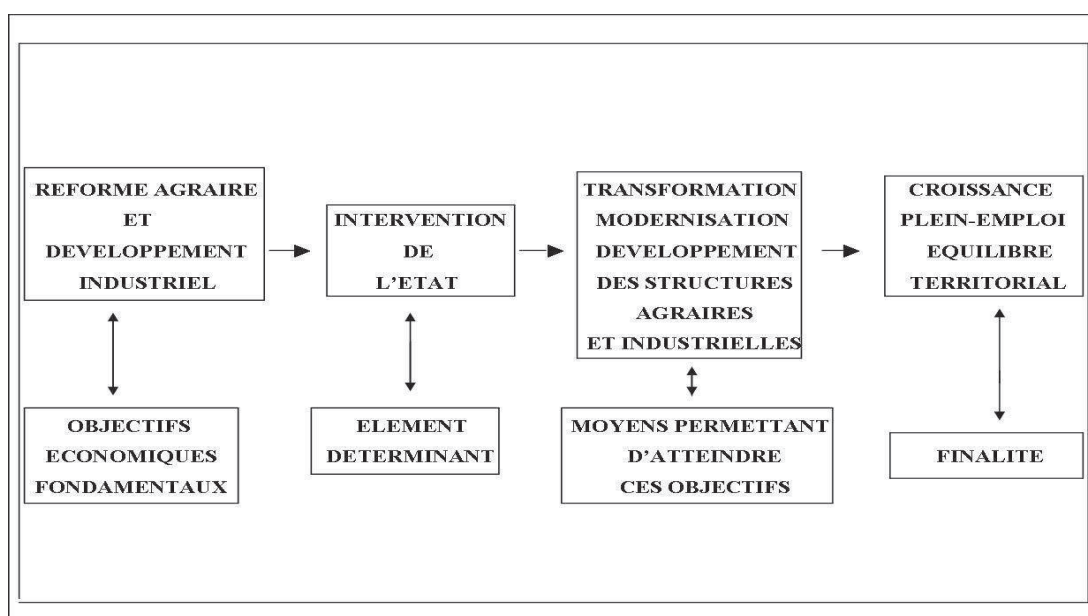 REFORME AGRAIRE
ET
DEVELOPPEMENT
INDUSTRIEL
INTERVENTION
DE
L’ETAT
TRANSFORMATION
MODERNISATION
DEVELOPPEMENT
DES STRUCTURES
AGRAIRES
ET INDUSTRIELLES
CROISSANCE
PLEIN-EMPLOI
EQUILIBRE
TERRITORIAL
OBJECTIFS
ECONOMIQUES
FONDAMENTAUX
ELEMENT
DETERMINANT
MOYENS PERMETTANT
D’ATTEINDRE
CES OBJECTIFS
FINALITE